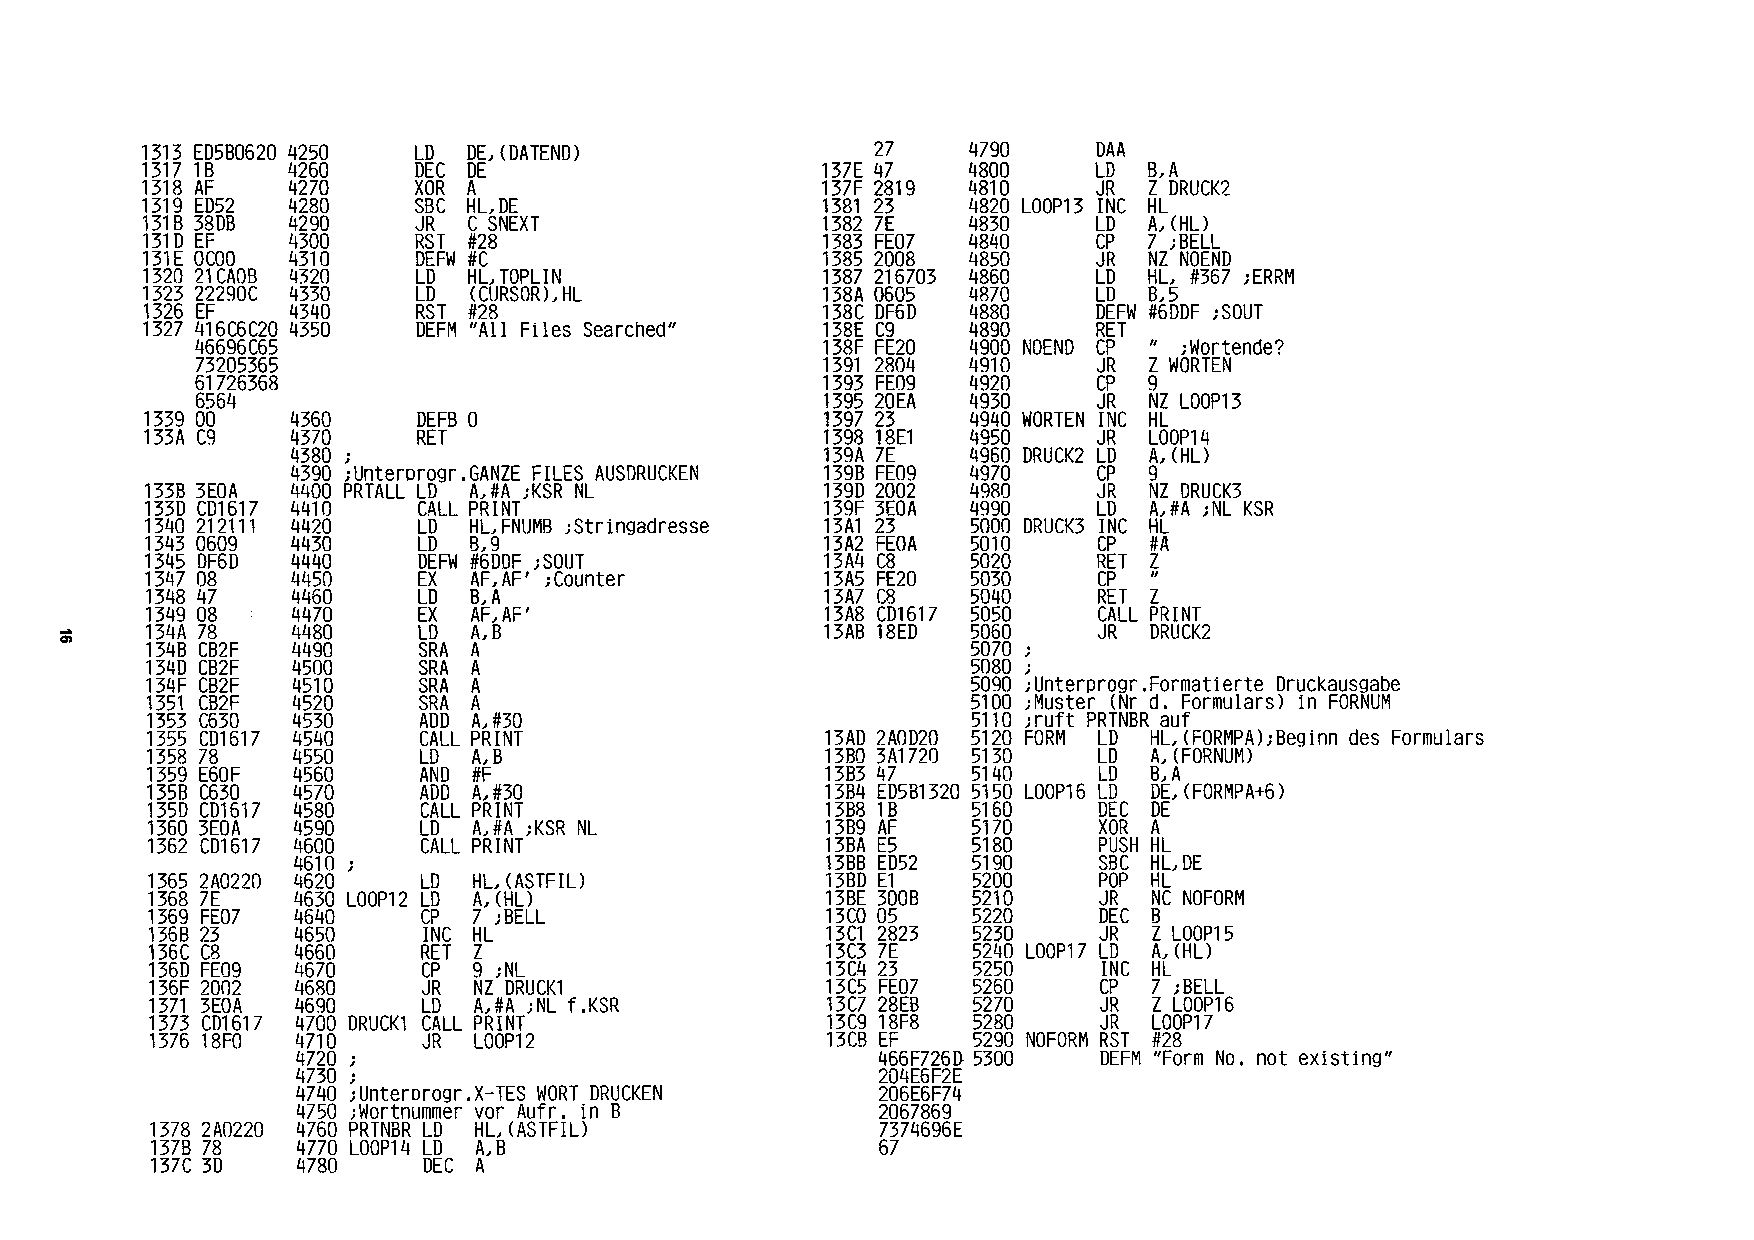 1313 ED5B0620 4250 LD DE,(DATEND)
1317 1B 4260 DEC DE
1318 AF 4270 XOR A
1319 ED52 4280 SBC HL,DE
131B 38DB 4290 JR C SNEXT
131D EF 4300 RST #28
131E 0C00 4310 DEFW #C
1320 21CA0B 4320 LD HL,TOPLIN
1323 22290C 4330 LD (CURSOR),HL
1326 EF 4340 RST #28
1327 416C6C20 4350 DEFM "All Files Searched"
46696C65
73205365
61726368
6564
1339 00 4360 DEFB 0
133A C9 4370 RET
4380 ;
4390 ;Unterprogr.GANZE FILES AUSDRUCKEN
133B 3E0A 4400 PRTALL LD A,#A ;KSR NL
133D CD1617 4410 CALL PRINT
1340 212111 4420 LD HL,FNUMB ;Stringadresse
1343 0609 4430 LD B,9
1345 DF6D 4440 DEFW #6DDF ;SOUT
1347 08 4450 EX AF,AF' ;Counter
1348 47 4460 LD B,A
1349 08 4470 EX AF,AF'
134A 78 4480 LD A,B
134B CB2F 4490 SRA A
134D CB2F 4500 SRA A
134F CB2F 4510 SRA A
1351 CB2F 4520 SRA A
1353 C630 4530 ADD A,#30
1355 CD1617 4540 CALL PRINT
1358 78 4550 LD A,B
1359 E60F 4560 AND #F
135B C630 4570 ADD A,#30
135D CD1617 4580 CALL PRINT
1360 3E0A 4590 LD A,#A ;KSR NL
1362 CD1617 4600 CALL PRINT
4610 ;
1365 2A0220 4620 LD HL,(ASTFIL)
1368 7E 4630 LOOP12 LD A,(HL)
1369 FE07 4640 CP 7 ;BELL
136B 23 4650 INC HL
136C C8 4660 RET Z
136D FE09 4670 CP 9 ;NL
136F 2002 4680 JR NZ DRUCK1
1371 3E0A 4690 LD A,#A ;NL f.KSR
1373 CD1617 4700 DRUCK1 CALL PRINT
1376 18F0 4710 JR LOOP12
4720 ;
4730 ;
4740 ;Unterprogr.X-TES WORT DRUCKEN
4750 ;Wortnummer vor Aufr. in B
1378 2A0220 4760 PRTNBR LD HL,(ASTFIL)
137B 78 4770 LOOP14 LD A,B
137C 3D 4780 DEC A
27 4790 DAA
137E 47 4800 LD B,A
137F 2819 4810 JR Z DRUCK2
1381 23 4820 LOOP13 INC HL
1382 7E 4830 LD A,(HL)
1383 FE07 4840 CP 7 ;BELL
1385 2008 4850 JR NZ NOEND
1387 216703 4860 LD HL, #367 ;ERRM
138A 0605 4870 LD B,5
138C DF6D 4880 DEFW #6DDF ;SOUT
138E C9 4890 RET
138F FE20 4900 NOEND CP " ;Wortende?
1391 2804 4910 JR Z WORTEN
1393 FE09 4920 CP 9
1395 20EA 4930 JR NZ LOOP13
1397 23 4940 WORTEN INC HL
1398 18E1 4950 JR LOOP14
139A 7E 4960 DRUCK2 LD A,(HL)
139B FE09 4970 CP 9
139D 2002 4980 JR NZ DRUCK3
139F 3E0A 4990 LD A,#A ;NL KSR
13A1 23 5000 DRUCK3 INC HL
13A2 FE0A 5010 CP #A
13A4 C8 5020 RET Z
13A5 FE20 5030 CP "
13A7 C8 5040 RET Z
13A8 CD1617 5050 CALL PRINT
13AB 18ED 5060 JR DRUCK2
5070 ;
5080 ;
5090 ;Unterprogr.Formatierte Druckausgabe
5100 ;Muster (Nr d. Formulars) in FORNUM
5110 ;ruft PRTNBR auf
13AD 2A0D20 5120 FORM LD HL,(FORMPA);Beginn des Formulars
13B0 3A1720 5130 LD A,(FORNUM)
13B3 47 5140 LD B,A
13B4 ED5B1320 5150 LOOP16 LD DE,(FORMPA+6)
13B8 1B 5160 DEC DE
13B9 AF 5170 XOR A
13BA E5 5180 PUSH HL
13BB ED52 5190 SBC HL,DE
13BD E1 5200 POP HL
13BE 300B 5210 JR NC NOFORM
13C0 05 5220 DEC B
13C1 2823 5230 JR Z LOOP15
13C3 7E 5240 LOOP17 LD A,(HL)
13C4 23 5250 INC HL
13C5 FE07 5260 CP 7 ;BELL
13C7 28EB 5270 JR Z LOOP16
13C9 18F8 5280 JR LOOP17
13CB EF 5290 NOFORM RST #28
466F726D 5300 DEFM "Form No. not existing"
204E6F2E
206E6F74
2067869
7374696E
67
16